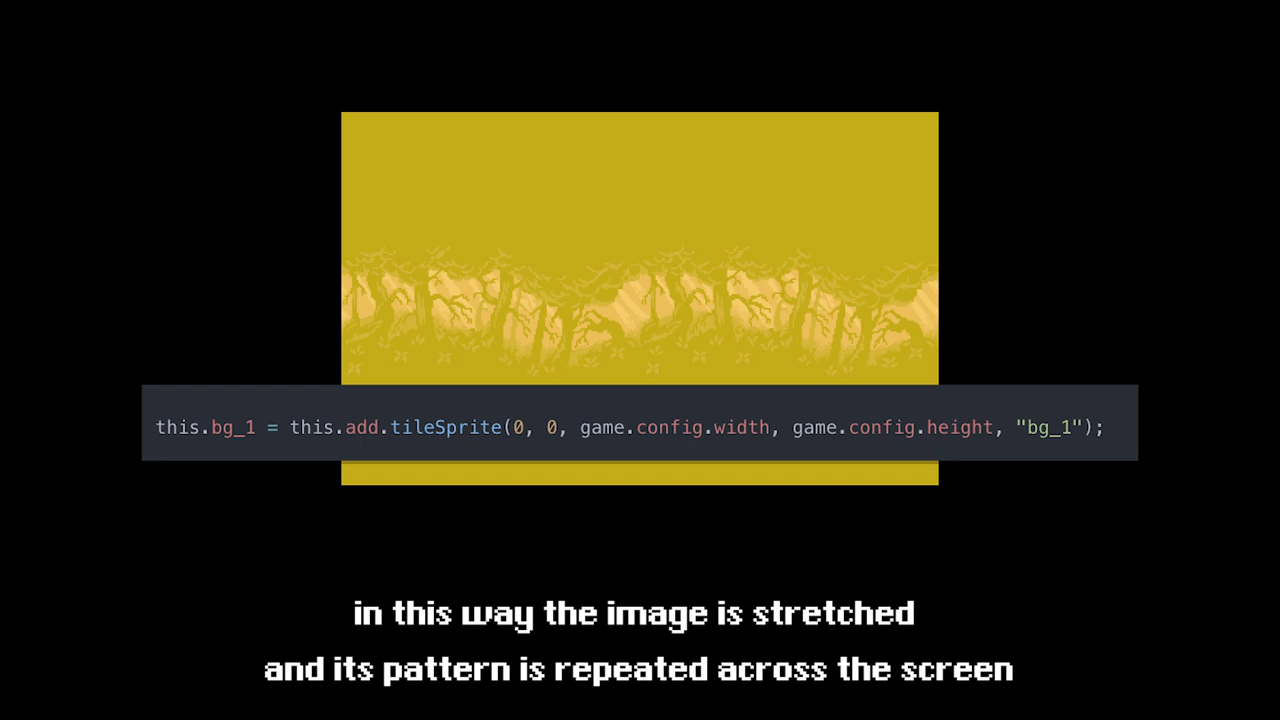 this.bg_1 = this.add.tileSprite(0, 0, game.config.width, game.config.height, "bg_1");
in this way the image is stretched
and its pattern is repeated across the screen